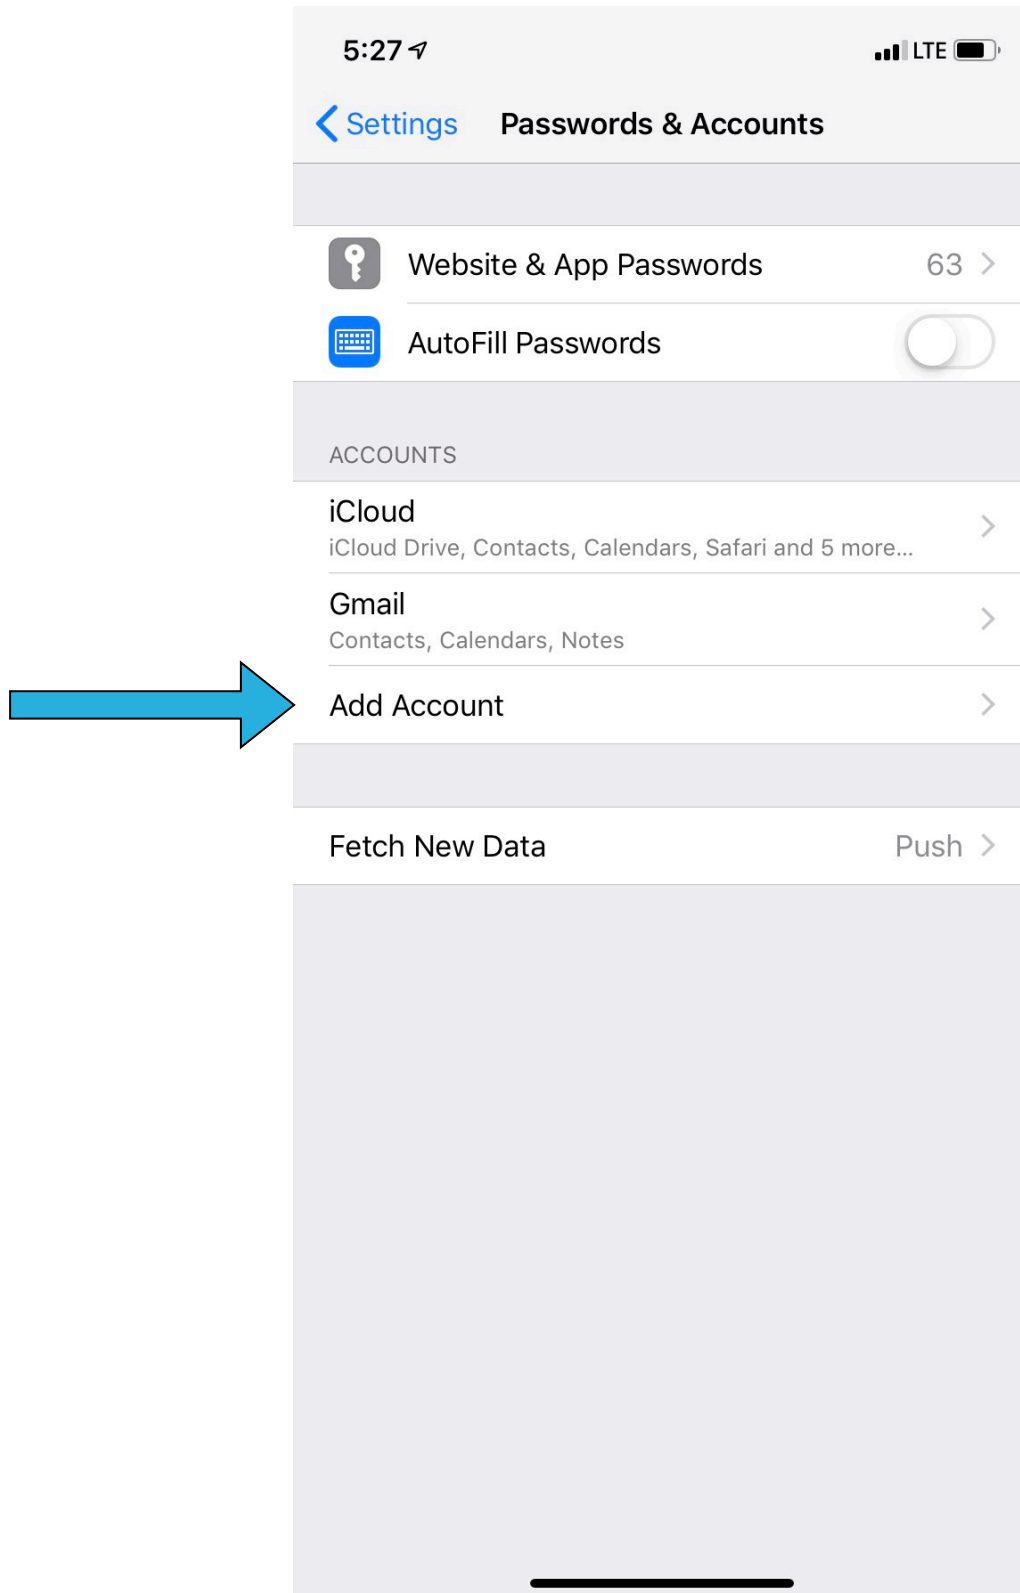 5:27 LTE
Settings Passwords & Accounts
Website & App Passwords 63
AutoFill Passwords
ACCOUNTS
iCloud
iCloud Drive, Contacts, Calendars, Safari and 5 more...
Gmail
Contacts, Calendars, Notes
Add Account
Fetch New Data Push